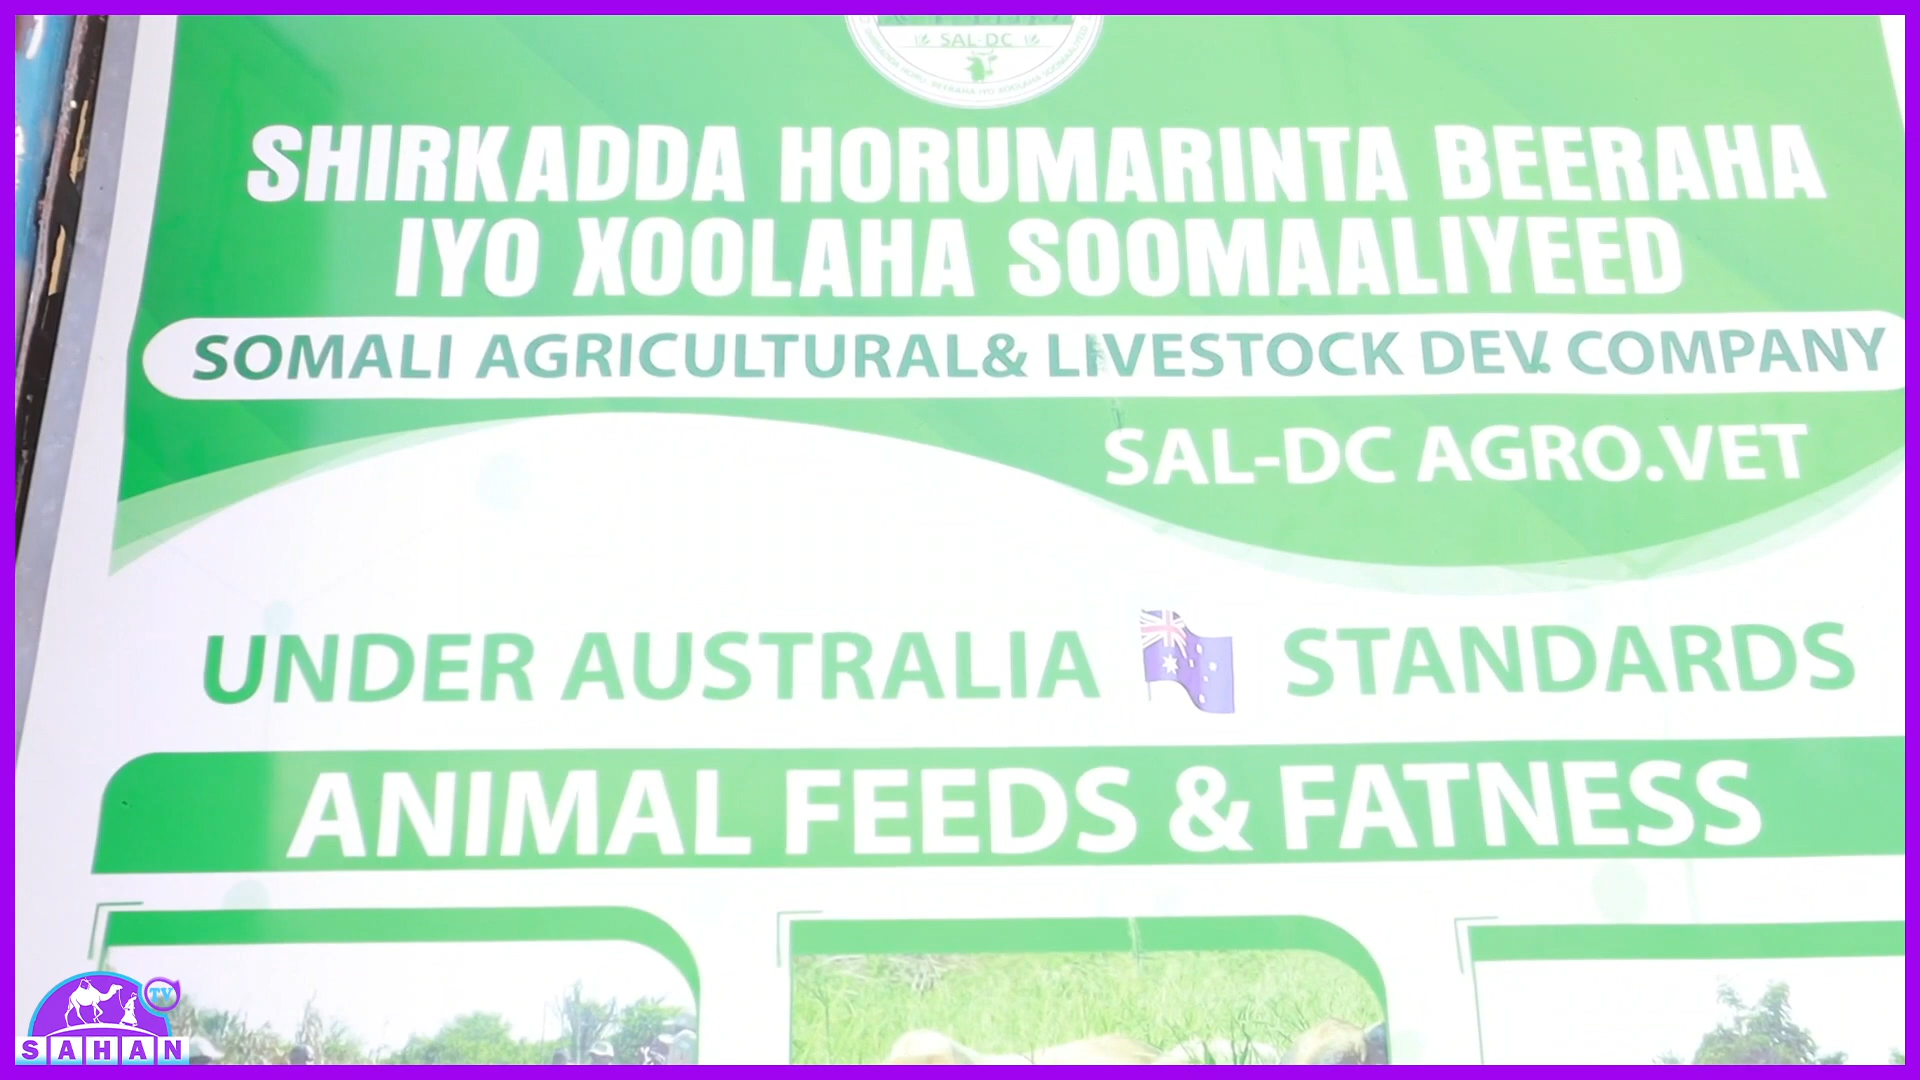 SAL-DC
SHIRKADDA HORUMARINTA BEERAHA
IYO XOOLAHA SOOMAALIYEED
SOMALI AGRICULTURAL& LIVESTOCK DEV. COMPANY
SAL-DC AGRO.VET
UNDER AUSTRALIA STANDARDS
ANIMAL FEEDS & FATNESS
TV
SAHAN